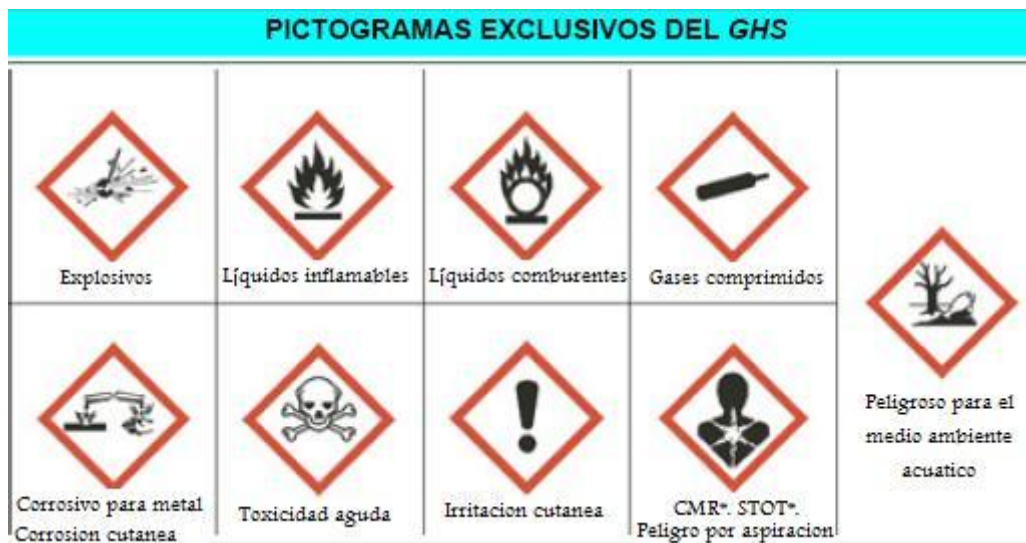 PICTOGRAMAS EXCLUSIVOS DEL GHS
Explosivos
Líquidos inflamables
Líquidos comburentes
Gases comprimidos
Corrosivo para metal
Corrosion cutanea
Toxicidad aguda
Irritacion cutanea
CMR*. STOT*.
Peligro por aspiracion
Peligroso para el
medio ambiente
acuatico